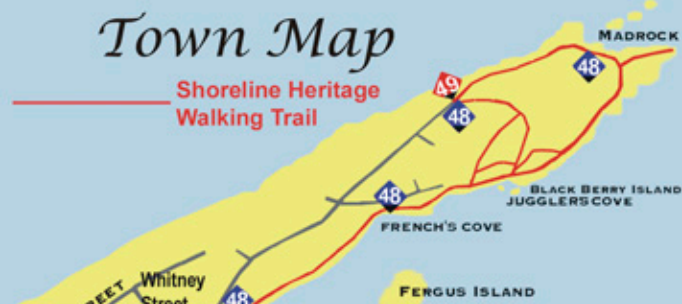 Town Map
Shoreline Heritage
Walking Trail
MADROCK
48
49
48
BLACK BERRY ISLAND
JUGGLERS COVE
48
FRENCH'S COVE
Whitney
Street
48
FERGUS ISLAND